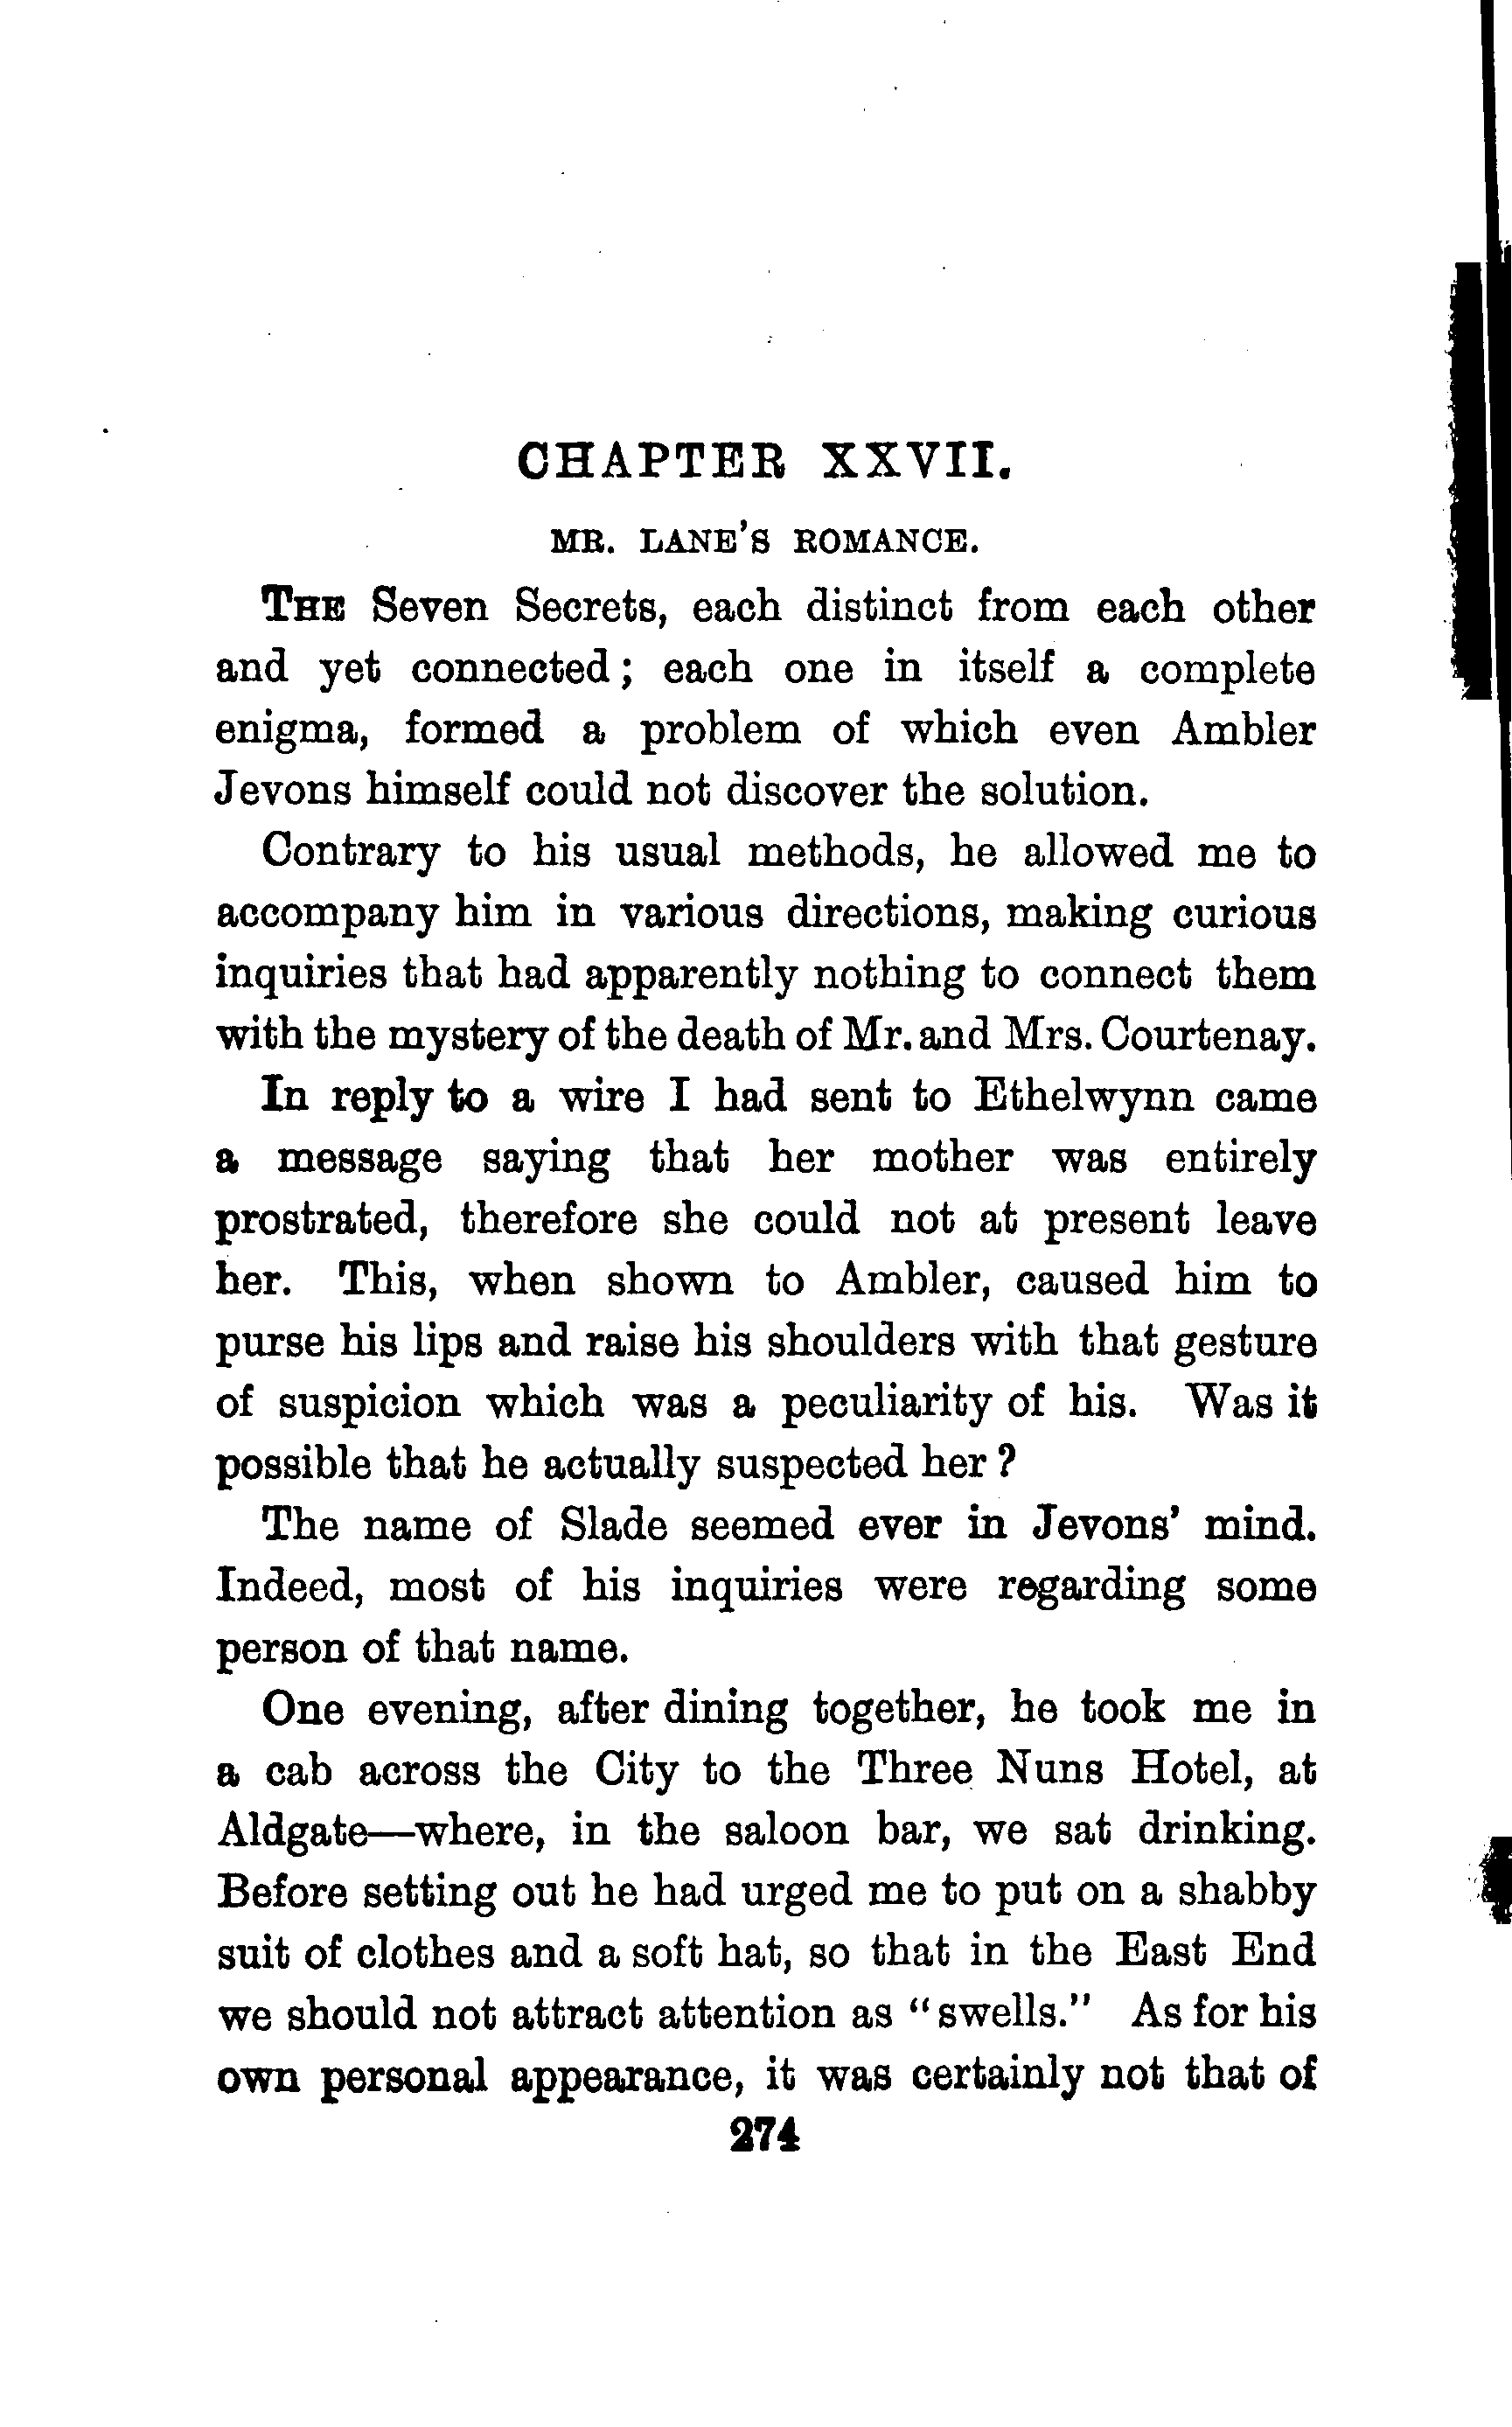 CHAPTER XXVII.
MR. LANE'S ROMANCE.
THE Seven Secrets, each distinct from each other
and yet connected; each one in itself a complete
enigma, formed a problem of which even Ambler
Jevons himself could not discover the solution.
Contrary to his usual methods, he allowed me to
accompany him in various directions, making curious
inquiries that had apparently nothing to connect them
with the mystery of the death of Mr. and Mrs. Courtenay.
In reply to a wire I had sent to Ethelwynn came
a message saying that her mother was entirely
prostrated, therefore she could not at present leave
her. This, when shown to Ambler, caused him to
purse his lips and raise his shoulders with that gesture
of suspicion which was a peculiarity of his. Was it
possible that he actually suspected her?
The name of Slade seemed ever in Jevons' mind.
Indeed, most of his inquiries were regarding some
person of that name.
One evening, after dining together, he took me in
a cab across the City to the Three Nuns Hotel, at
Aldgate—where, in the saloon bar, we sat drinking.
Before setting out he had urged me to put on a shabby
suit of clothes and a soft hat, so that in the East End
we should not attract attention as "swells." As for his
own personal appearance, it was certainly not that of
274